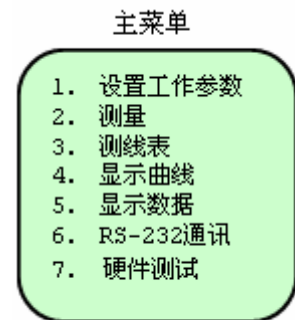 主菜单
1. 设置工作参数
2. 测量
3. 测线表
4. 显示曲线
5. 显示数据
6. RS-232通讯
7. 硬件测试